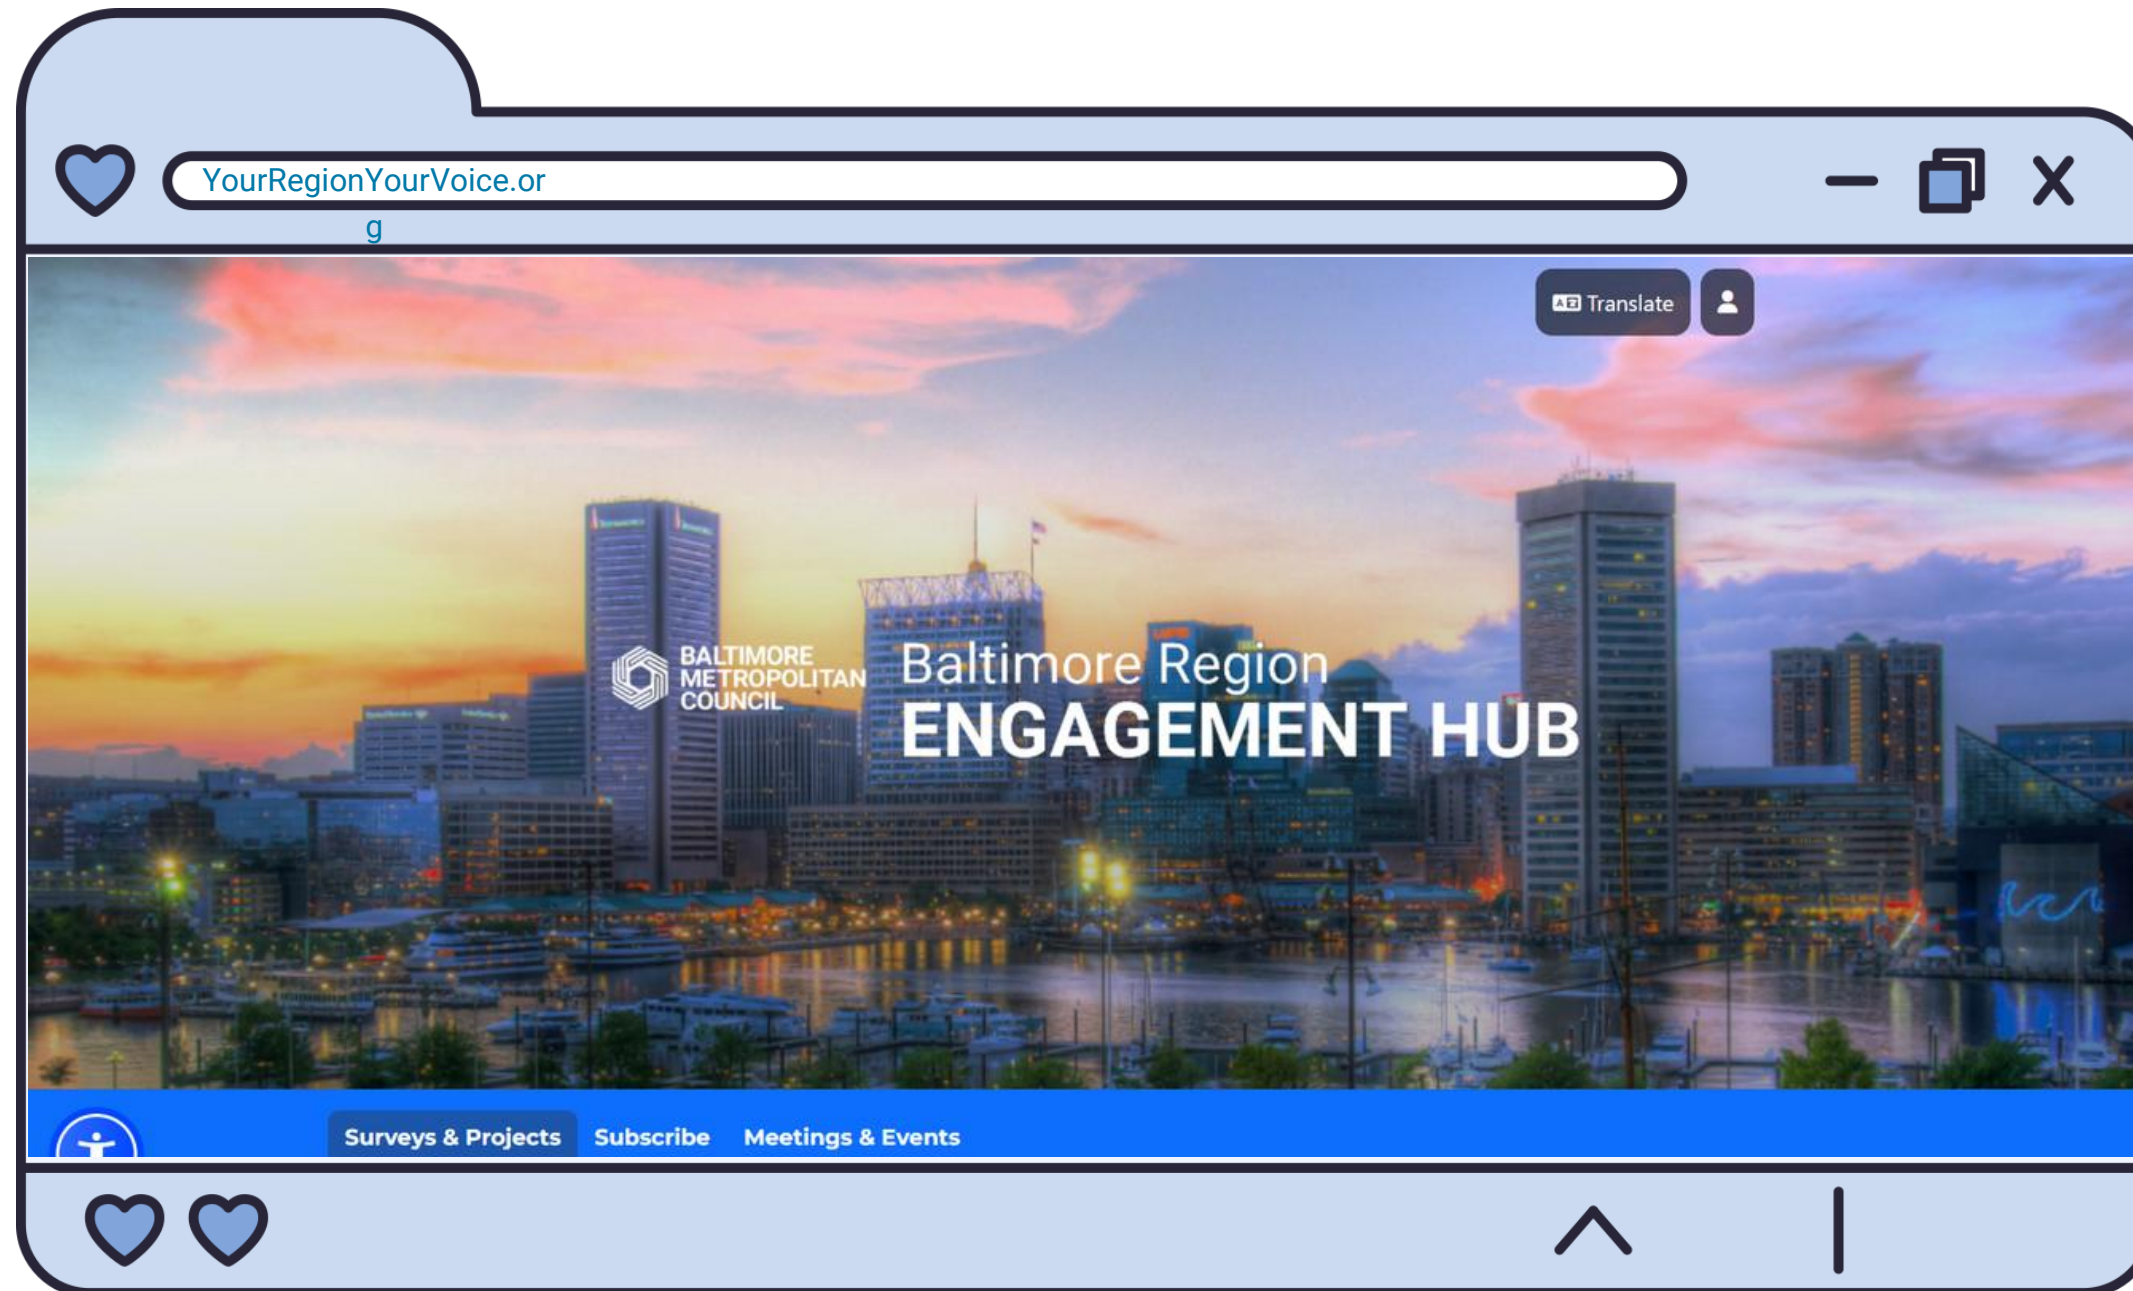 YourRegionYourVoice.or
g
Translate
BALTIMORE
METROPOLITAN
COUNCIL
Baltimore Region
ENGAGEMENT HUB
Surveys & Projects
Subscribe
Meetings & Events